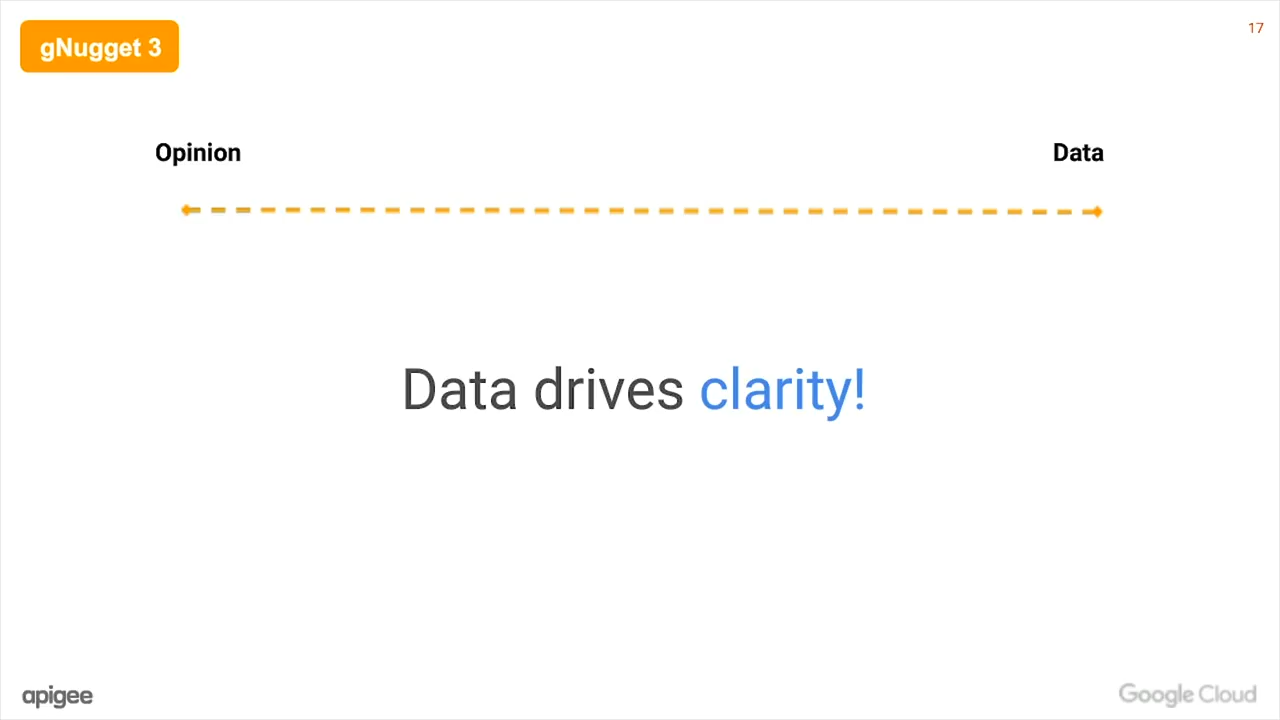 gNugget 3
17
Opinion
Data
Data drives clarity!
apigee
Google Cloud